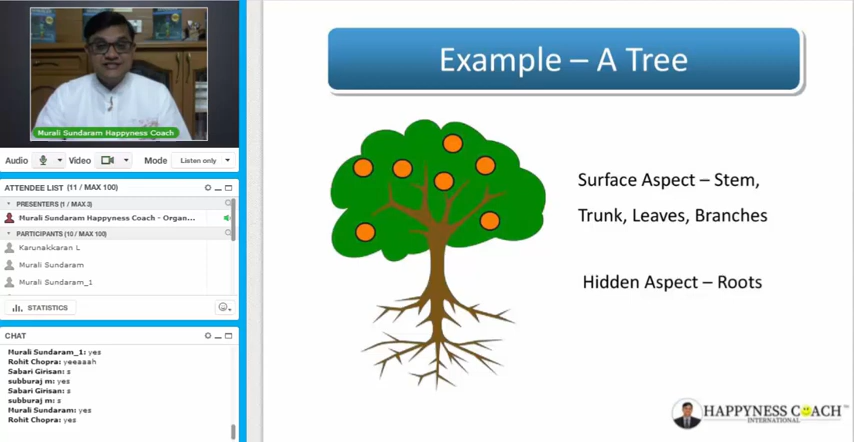 Murali Sundaram Happyness Coach
Audio Video Mode Listen only
ATTENDEE LIST (11 / MAX 100)
PRESENTERS (1 / MAX 3)
Murali Sundaram Happyness Coach - Organ...
PARTICIPANTS (10 / MAX 100)
Karunakkaran L
Murali Sundaram
Murali Sundaram_1
STATISTICS
CHAT
Murali Sundaram_1: yes
Rohit Chopra: yeeaaah
Sabari Girisan: s
subburaj m: yes
Sabari Girisan: s
subburaj m: s
Murali Sundaram: yes
Rohit Chopra: yes
Example – A Tree
Surface Aspect – Stem,
Trunk, Leaves, Branches
Hidden Aspect – Roots
HAPPYNESS COACH™
INTERNATIONAL